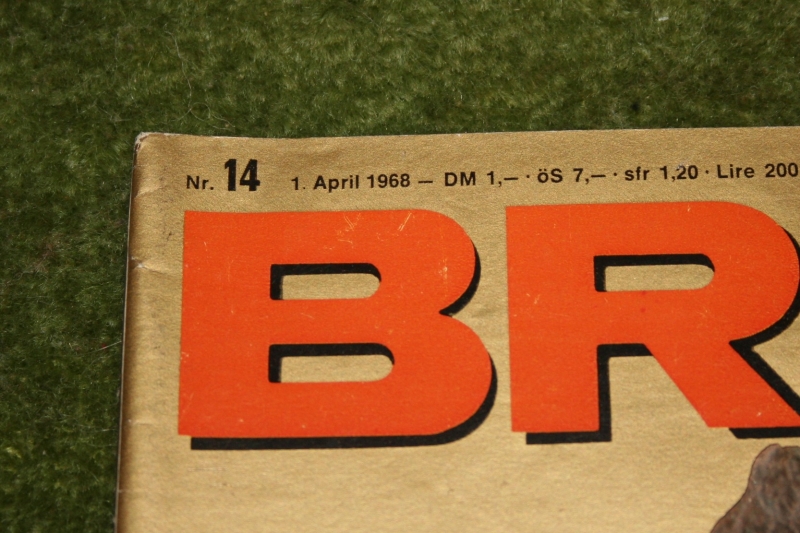 Nr. 14 1. April 1968 – DM 1,– · öS 7,– · sfr 1,20 · Lire 200
BR